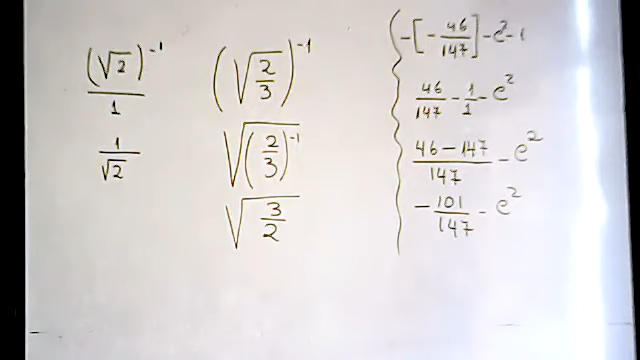 (√2)⁻¹
1
1
√2
(√2/3)⁻¹
√(2/3)⁻¹
√3/2
-[-46/147]-e²-1
46/147 - 1/1 - e²
46-147/147 - e²
-101/147 - e²